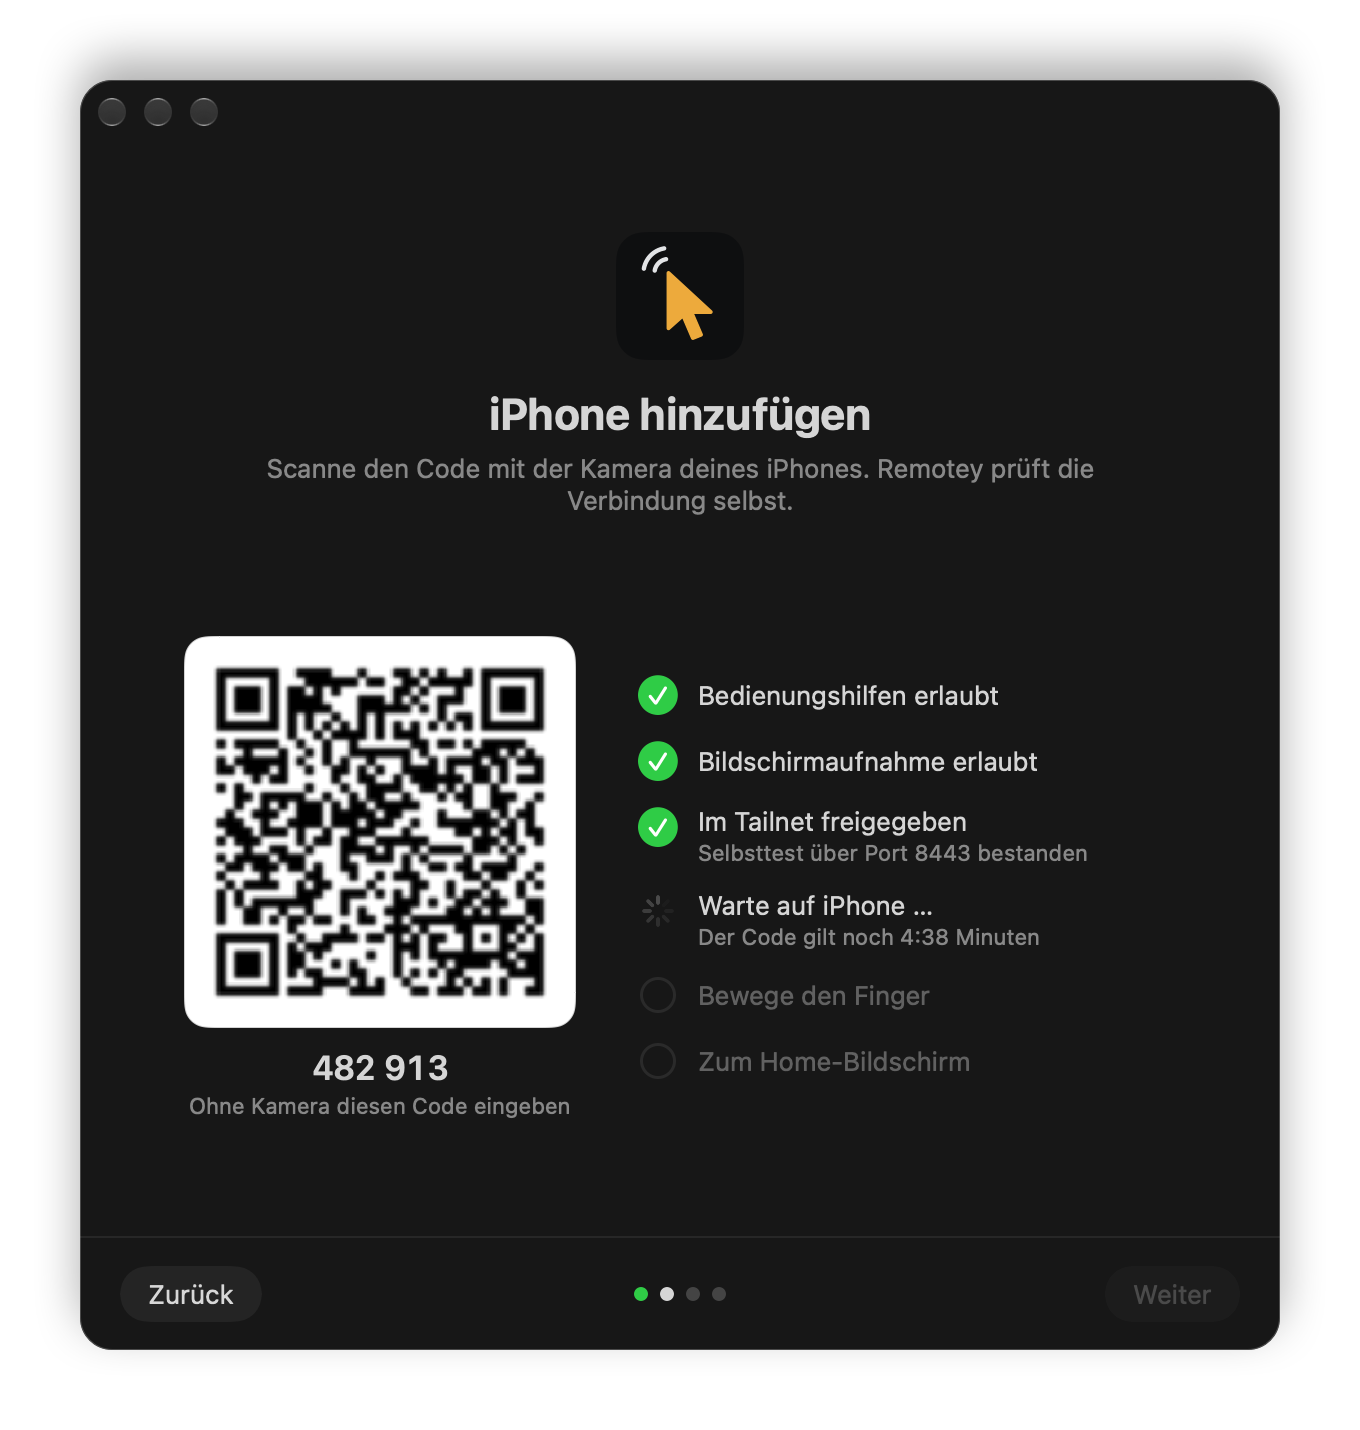 iPhone hinzufügen
Scanne den Code mit der Kamera deines iPhones. Remotey prüft die
Verbindung selbst.
482 913
Ohne Kamera diesen Code eingeben
Bedienungshilfen erlaubt
Bildschirmaufnahme erlaubt
Im Tailnet freigegeben
Selbsttest über Port 8443 bestanden
Warte auf iPhone ...
Der Code gilt noch 4:38 Minuten
Bewege den Finger
Zum Home-Bildschirm
Zurück
Weiter